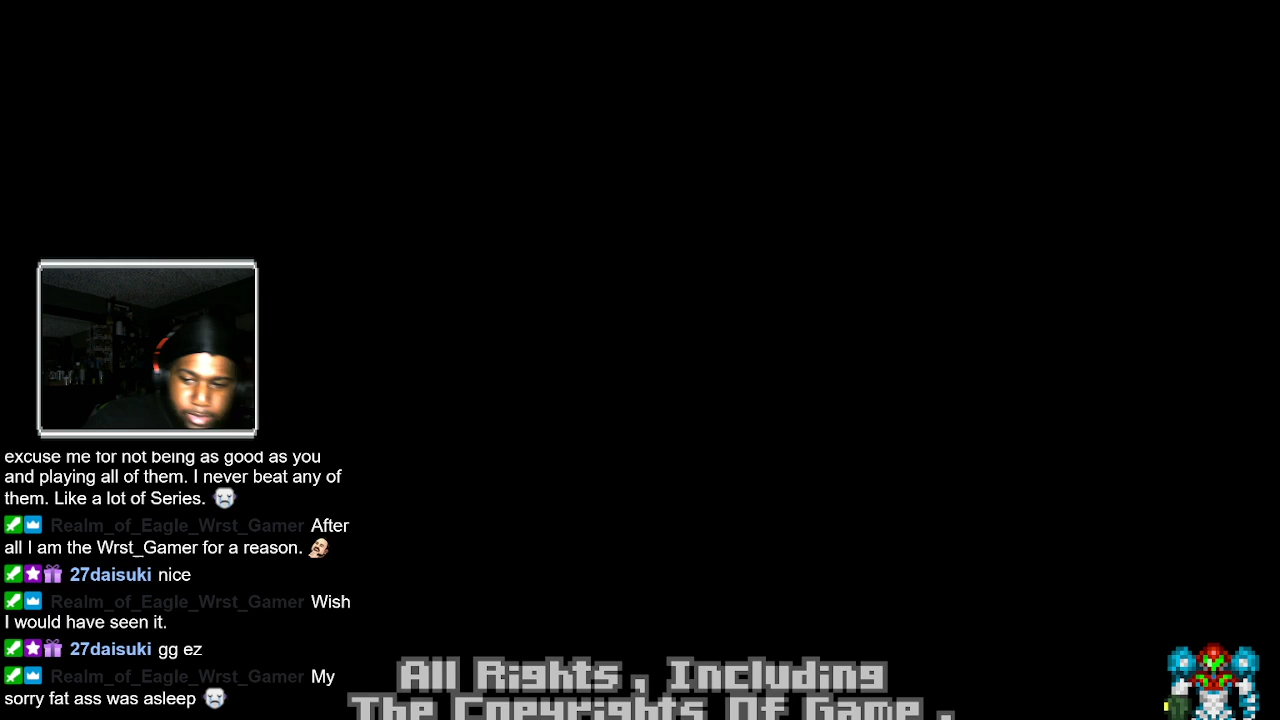 excuse me for not being as good as you
and playing all of them. I never beat any of
them. Like a lot of Series.
Realm_of_Eagle_Wrst_Gamer After
all I am the Wrst_Gamer for a reason.
27daisuki nice
Realm_of_Eagle_Wrst_Gamer Wish
I would have seen it.
27daisuki gg ez
Realm_of_Eagle_Wrst_Gamer My
sorry fat ass was asleep
All Rights , Including
The Copyrights Of Game ,